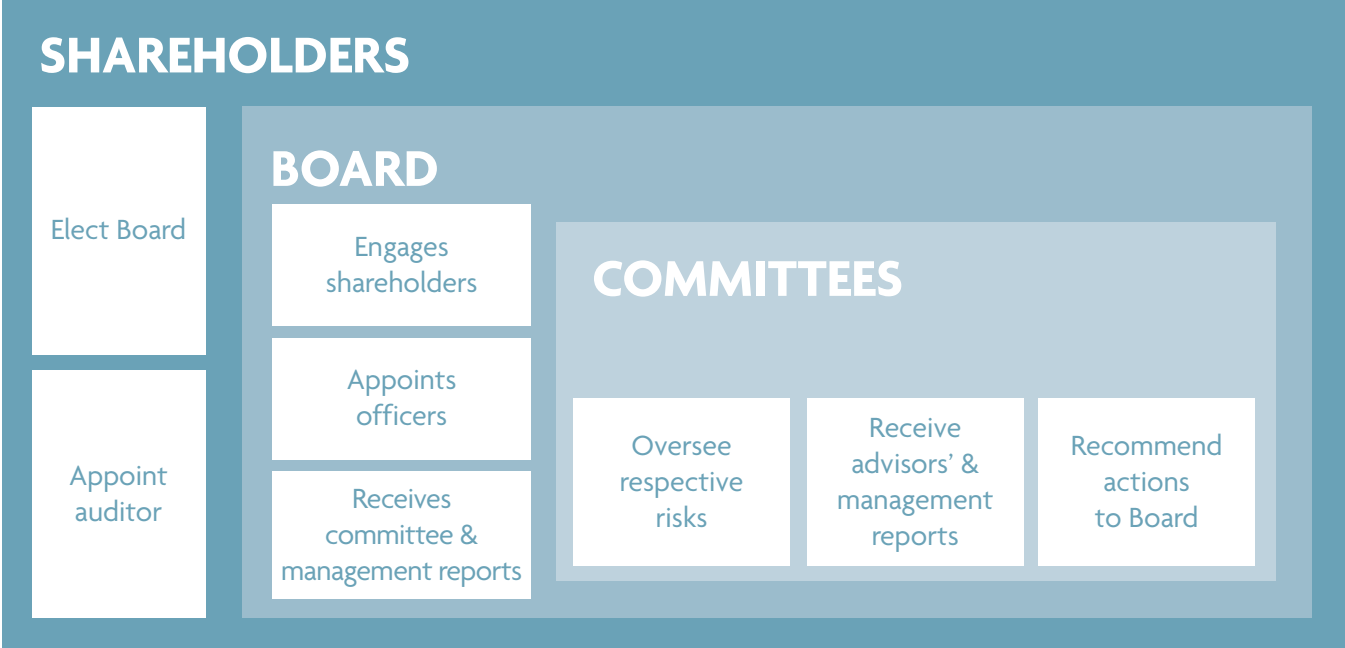 SHAREHOLDERS
Elect Board
Appoint
auditor
BOARD
Engages
shareholders
Appoints
officers
Receives
committee &
management reports
COMMITTEES
Oversee
respective
risks
Receive
advisors’ &
management
reports
Recommend
actions
to Board